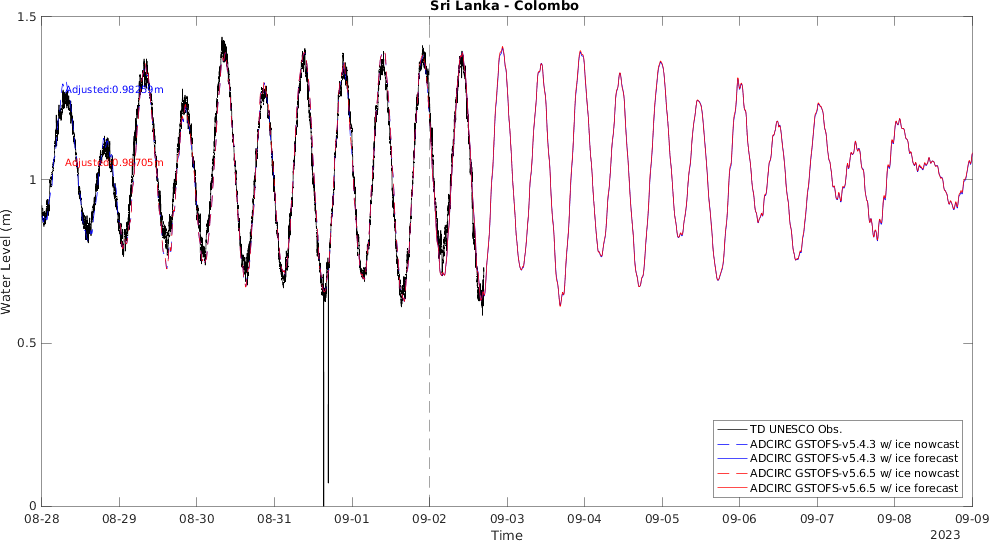 Sri Lanka - Colombo
1.5
Adjusted:0.98259m
Adjusted:0.98705m
1
Water Level (m)
0.5
0
TD UNESCO Obs.
ADCIRC GSTOFS-v5.4.3 w/ ice nowcast
ADCIRC GSTOFS-v5.4.3 w/ ice forecast
ADCIRC GSTOFS-v5.6.5 w/ ice nowcast
ADCIRC GSTOFS-v5.6.5 w/ ice forecast
08-28 08-29 08-30 08-31 09-01 09-02 09-03 09-04 09-05 09-06 09-07 09-08 09-09
Time
2023